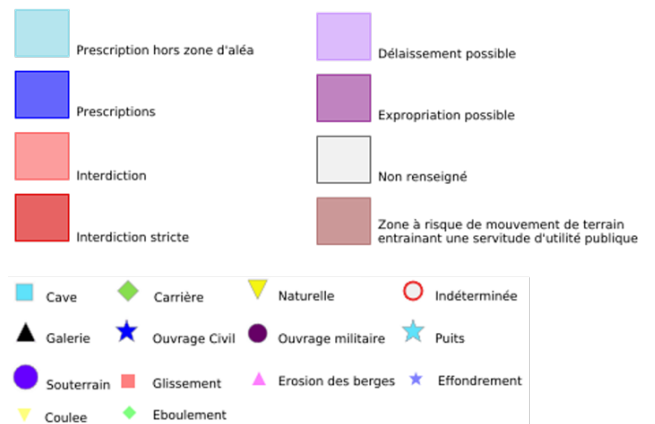 Prescription hors zone d'aléa
Délaissement possible
Prescriptions
Expropriation possible
Interdiction
Non renseigné
Interdiction stricte
Zone à risque de mouvement de terrain
entrainant une servitude d'utilité publique
Cave
Carrière
Naturelle
Indéterminée
Galerie
Ouvrage Civil
Ouvrage militaire
Puits
Souterrain
Glissement
Erosion des berges
Effondrement
Coulee
Eboulement